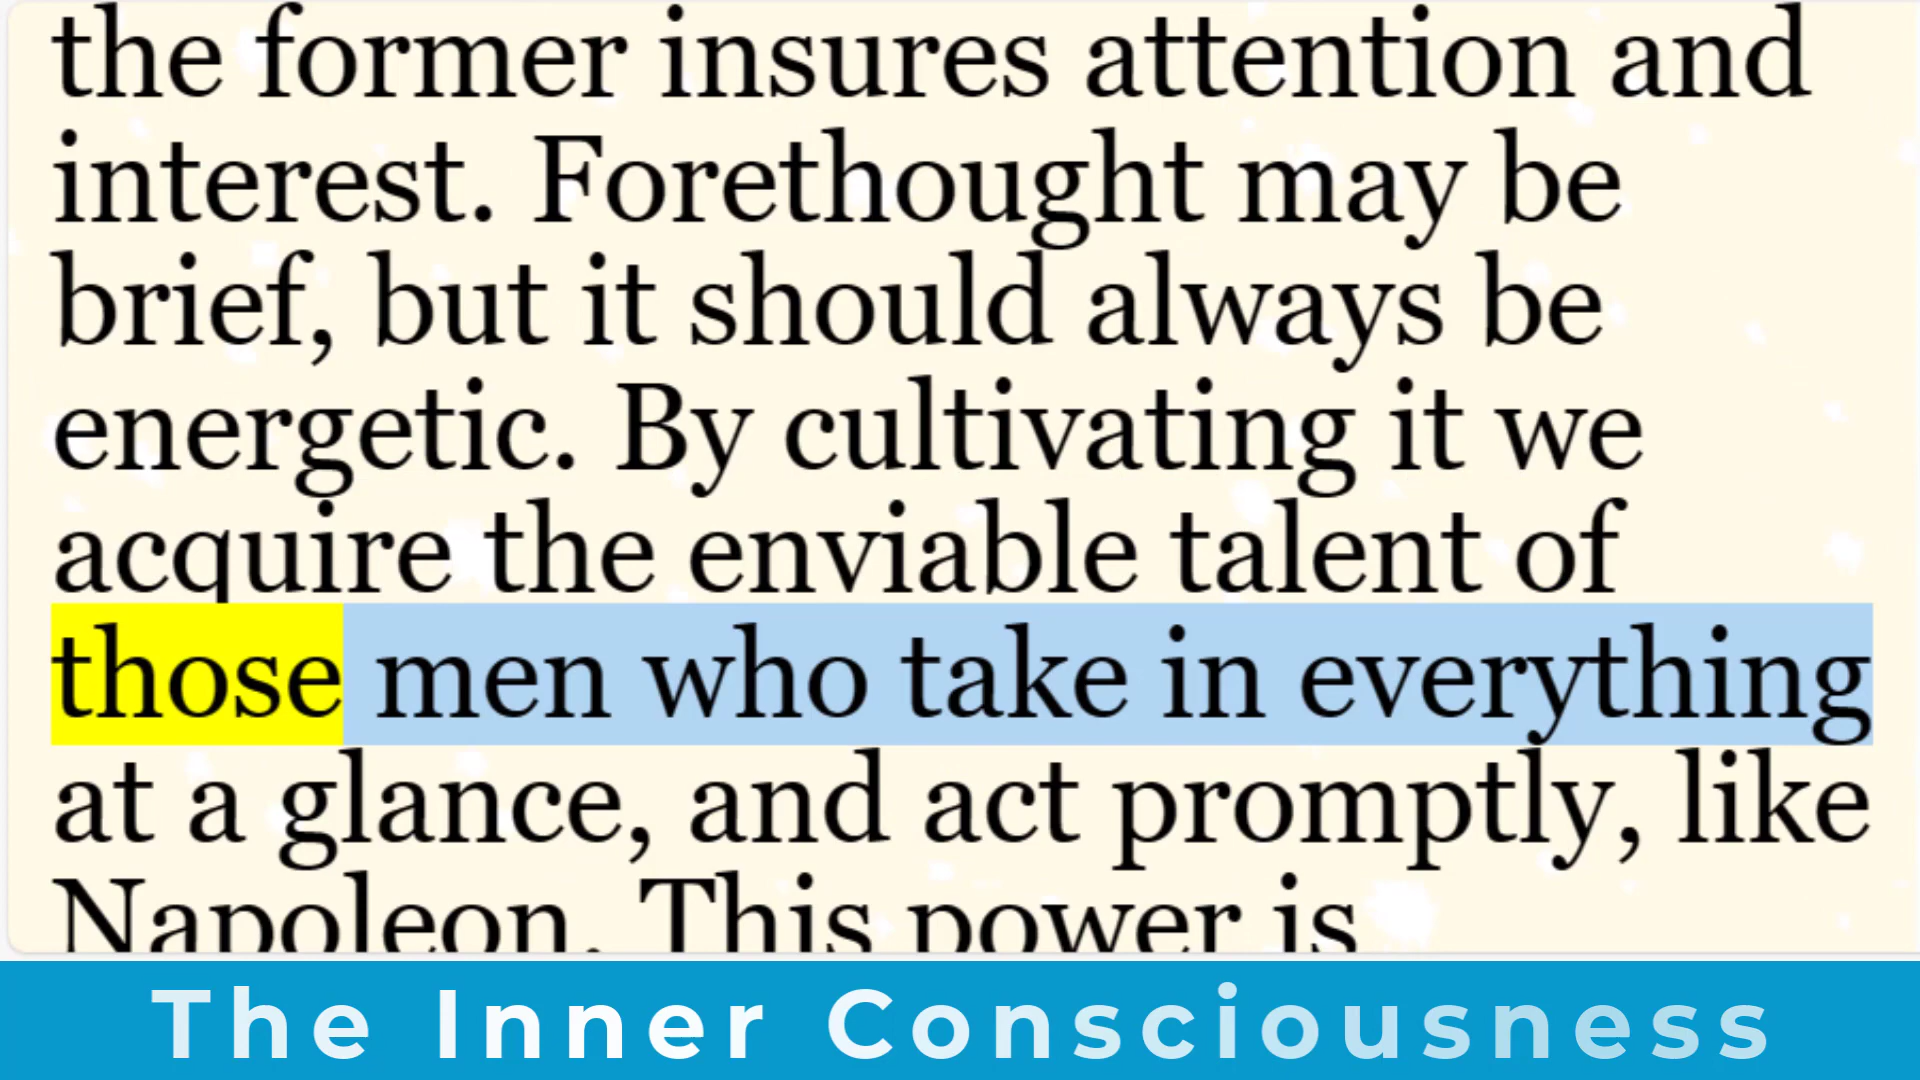 the former insures attention and
interest. Forethought may be
brief, but it should always be
energetic. By cultivating it we
acquire the enviable talent of
those men who take in everything
at a glance, and act promptly, like
Napoleon. This power is
The Inner Consciousness